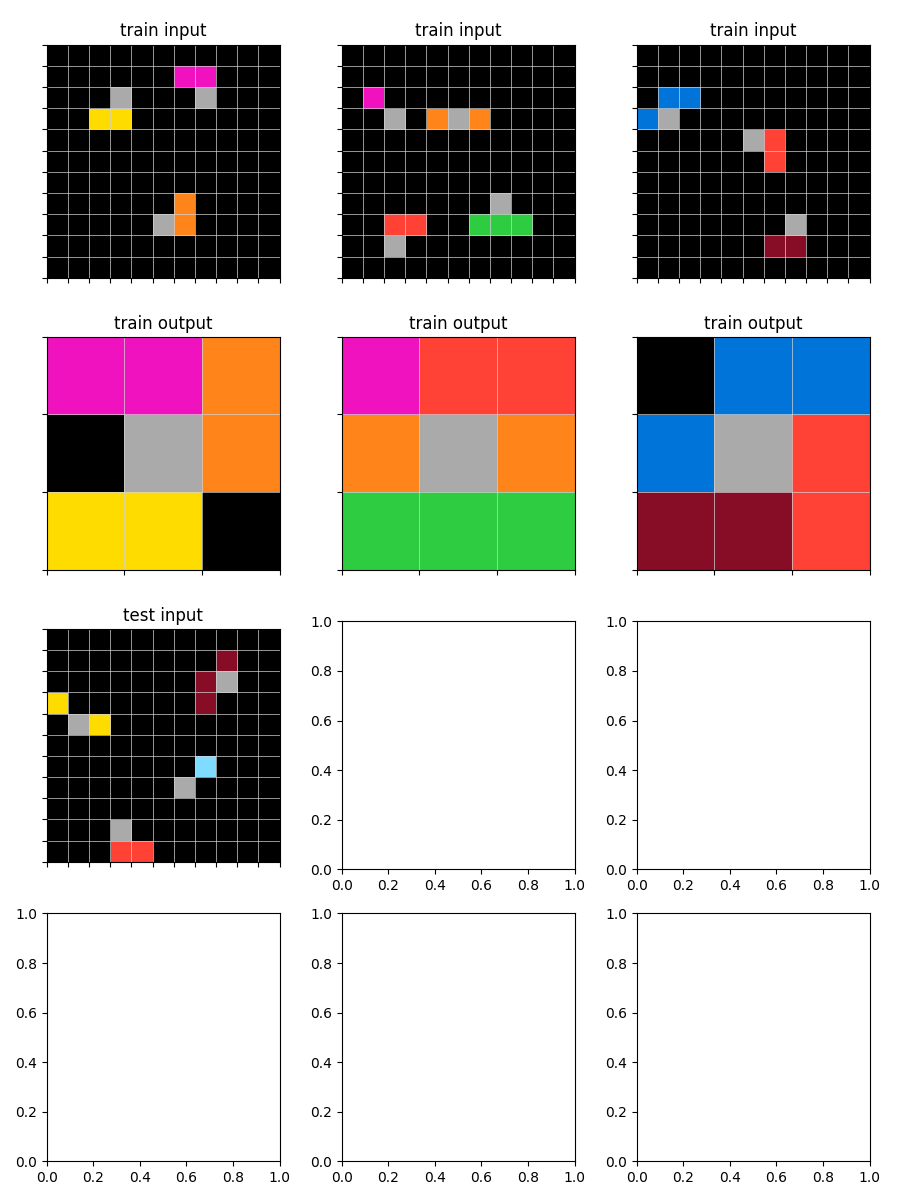 train input train input train input
train output train output train output
test input
1.0 1.0
0.8 0.8
0.6 0.6
0.4 0.4
0.2 0.2
0.0 0.0
0.0 0.2 0.4 0.6 0.8 1.0 0.0 0.2 0.4 0.6 0.8 1.0
1.0 1.0 1.0
0.8 0.8 0.8
0.6 0.6 0.6
0.4 0.4 0.4
0.2 0.2 0.2
0.0 0.0 0.0
0.0 0.2 0.4 0.6 0.8 1.0 0.0 0.2 0.4 0.6 0.8 1.0 0.0 0.2 0.4 0.6 0.8 1.0